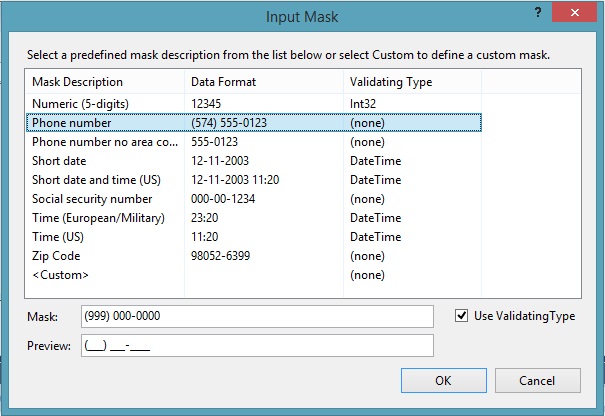 Input Mask
?
Select a predefined mask description from the list below or select Custom to define a custom mask.
Mask Description Data Format Validating Type
Numeric (5-digits) 12345 Int32
Phone number (574) 555-0123 (none)
Phone number no area co... 555-0123 (none)
Short date 12-11-2003 DateTime
Short date and time (US) 12-11-2003 11:20 DateTime
Social security number 000-00-1234 (none)
Time (European/Military) 23:20 DateTime
Time (US) 11:20 DateTime
Zip Code 98052-6399 (none)
<Custom> (none)
Mask: (999) 000-0000 Use ValidatingType
Preview: (___) ___-____
OK Cancel